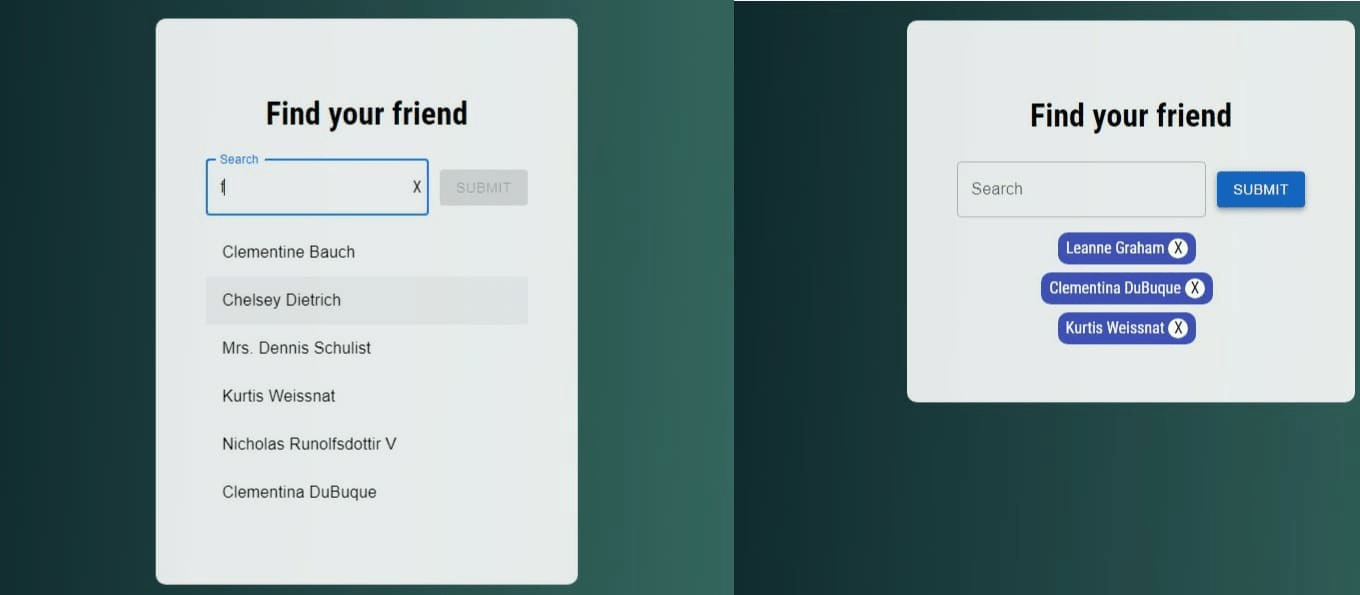 Find your friend
Search
t X SUBMIT
Clementine Bauch
Chelsey Dietrich
Mrs. Dennis Schulist
Kurtis Weissnat
Nicholas Runolfsdottir V
Clementina DuBuque
Find your friend
Search SUBMIT
Leanne Graham X
Clementina DuBuque X
Kurtis Weissnat X